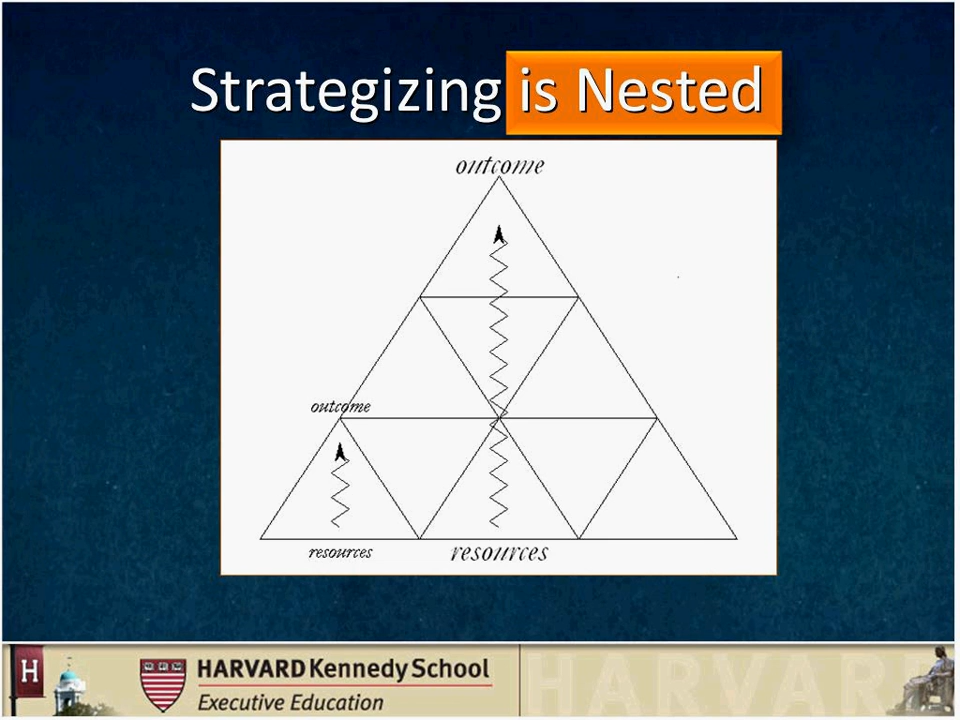 Strategizing is Nested
outcome
outcome
resources
resources
H
HARVARD Kennedy School
Executive Education
HARVARD